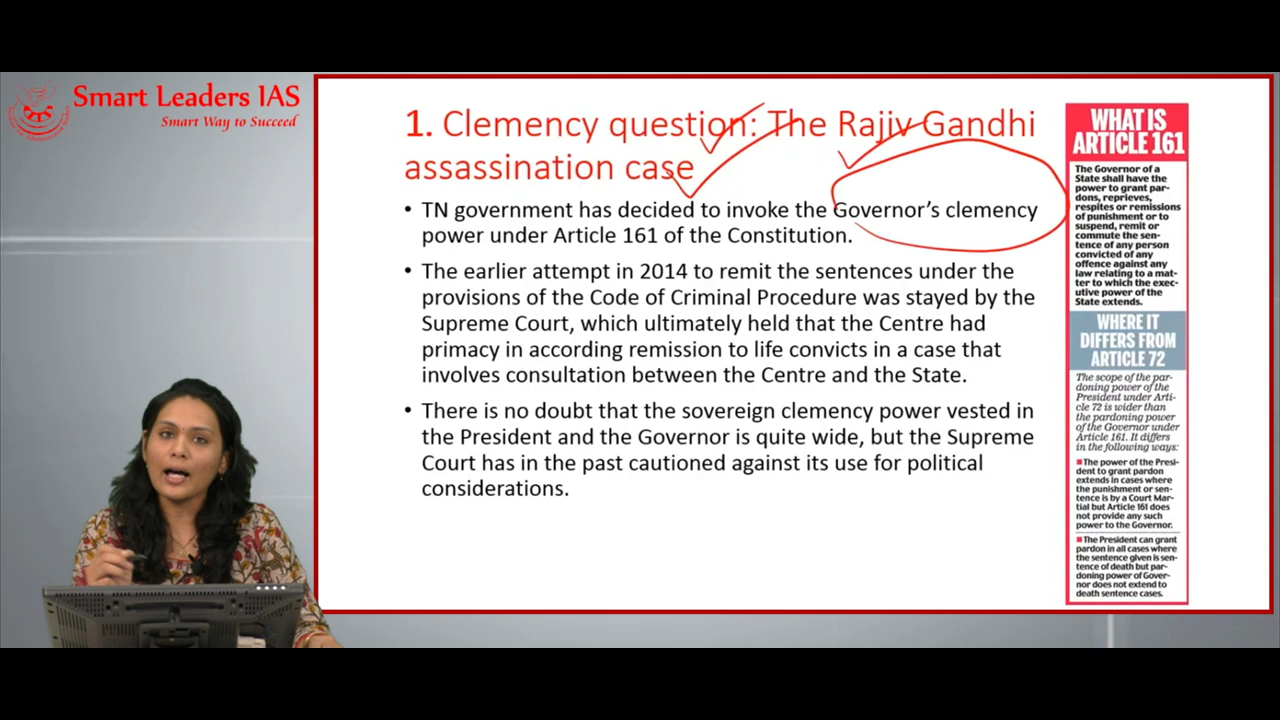 Smart Leaders IAS
Smart Way to Succeed
1. Clemency question: The Rajiv Gandhi
assassination case
• TN government has decided to invoke the Governor's clemency
power under Article 161 of the Constitution.
• The earlier attempt in 2014 to remit the sentences under the
provisions of the Code of Criminal Procedure was stayed by the
Supreme Court, which ultimately held that the Centre had
primacy in according remission to life convicts in a case that
involves consultation between the Centre and the State.
• There is no doubt that the sovereign clemency power vested in
the President and the Governor is quite wide, but the Supreme
Court has in the past cautioned against its use for political
considerations.
WHAT IS
ARTICLE 161
The Governor of a
State shall have the
power to grant par-
dons, reprieves,
respites or remissions
of punishment or to
suspend, remit or
commute the sen-
tence of any person
convicted of any
offence against any
law relating to a mat-
ter to which the exec-
utive power of the
State extends.
WHERE IT
DIFFERS FROM
ARTICLE 72
The scope of the par-
doning power of the
President under Arti-
cle 72 is wider than
the pardoning power
of the Governor under
Article 161. It differs
in the following ways:
■ The power of the Presi-
dent to grant pardon
extends in cases where
the punishment or sen-
tence is by a Court Mar-
tial but Article 161 does
not provide any such
power to the Governor.
■ The President can grant
pardon in all cases where
the sentence given is sen-
tence of death but par-
doning power of Gover-
nor does not extend to
death sentence cases.